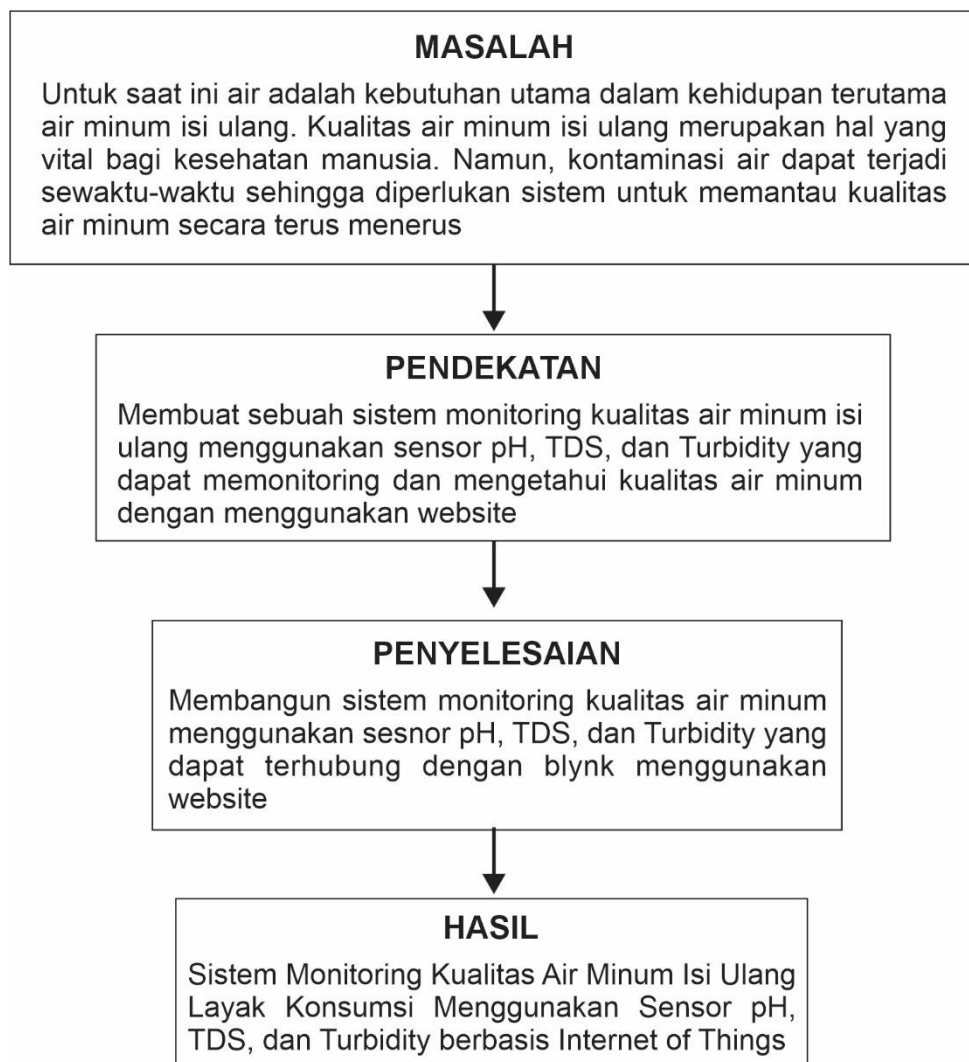 MASALAH
Untuk saat ini air adalah kebutuhan utama dalam kehidupan terutama
air minum isi ulang. Kualitas air minum isi ulang merupakan hal yang
vital bagi kesehatan manusia. Namun, kontaminasi air dapat terjadi
sewaktu-waktu sehingga diperlukan sistem untuk memantau kualitas
air minum secara terus menerus
PENDEKATAN
Membuat sebuah sistem monitoring kualitas air minum isi
ulang menggunakan sensor pH, TDS, dan Turbidity yang
dapat memonitoring dan mengetahui kualitas air minum
dengan menggunakan website
PENYELESAIAN
Membangun sistem monitoring kualitas air minum
menggunakan sesnor pH, TDS, dan Turbidity yang
dapat terhubung dengan blynk menggunakan
website
HASIL
Sistem Monitoring Kualitas Air Minum Isi Ulang
Layak Konsumsi Menggunakan Sensor pH,
TDS, dan Turbidity berbasis Internet of Things